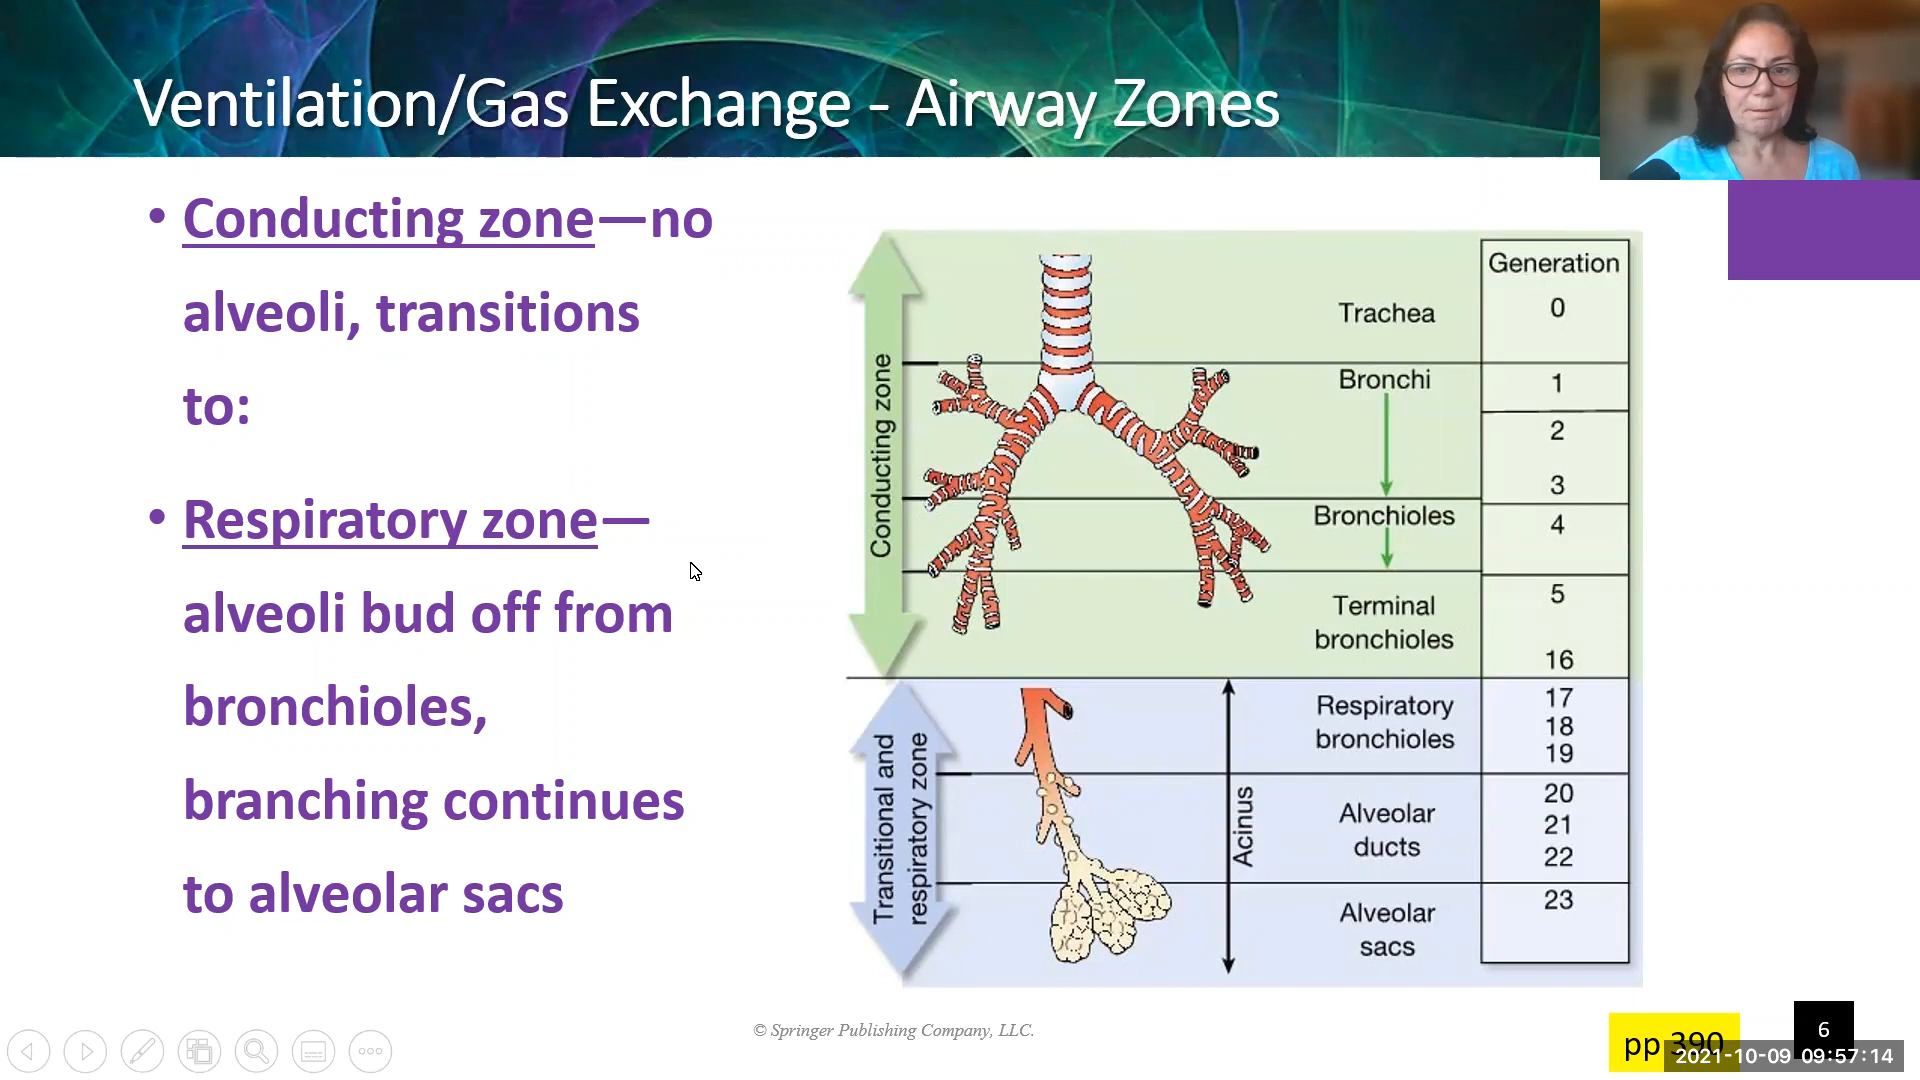 Ventilation/Gas Exchange - Airway Zones
• Conducting zone—no
alveoli, transitions
to:
• Respiratory zone—
alveoli bud off from
bronchioles,
branching continues
to alveolar sacs
Conducting zone
Transitional and
respiratory zone
Acinus
Generation
Trachea
0
Bronchi
1
2
3
Bronchioles
4
Terminal
bronchioles
5
16
Respiratory
bronchioles
17
18
19
Alveolar
ducts
20
21
22
Alveolar
sacs
23
© Springer Publishing Company, LLC.
pp 390
6
2021-10-09 09:57:14